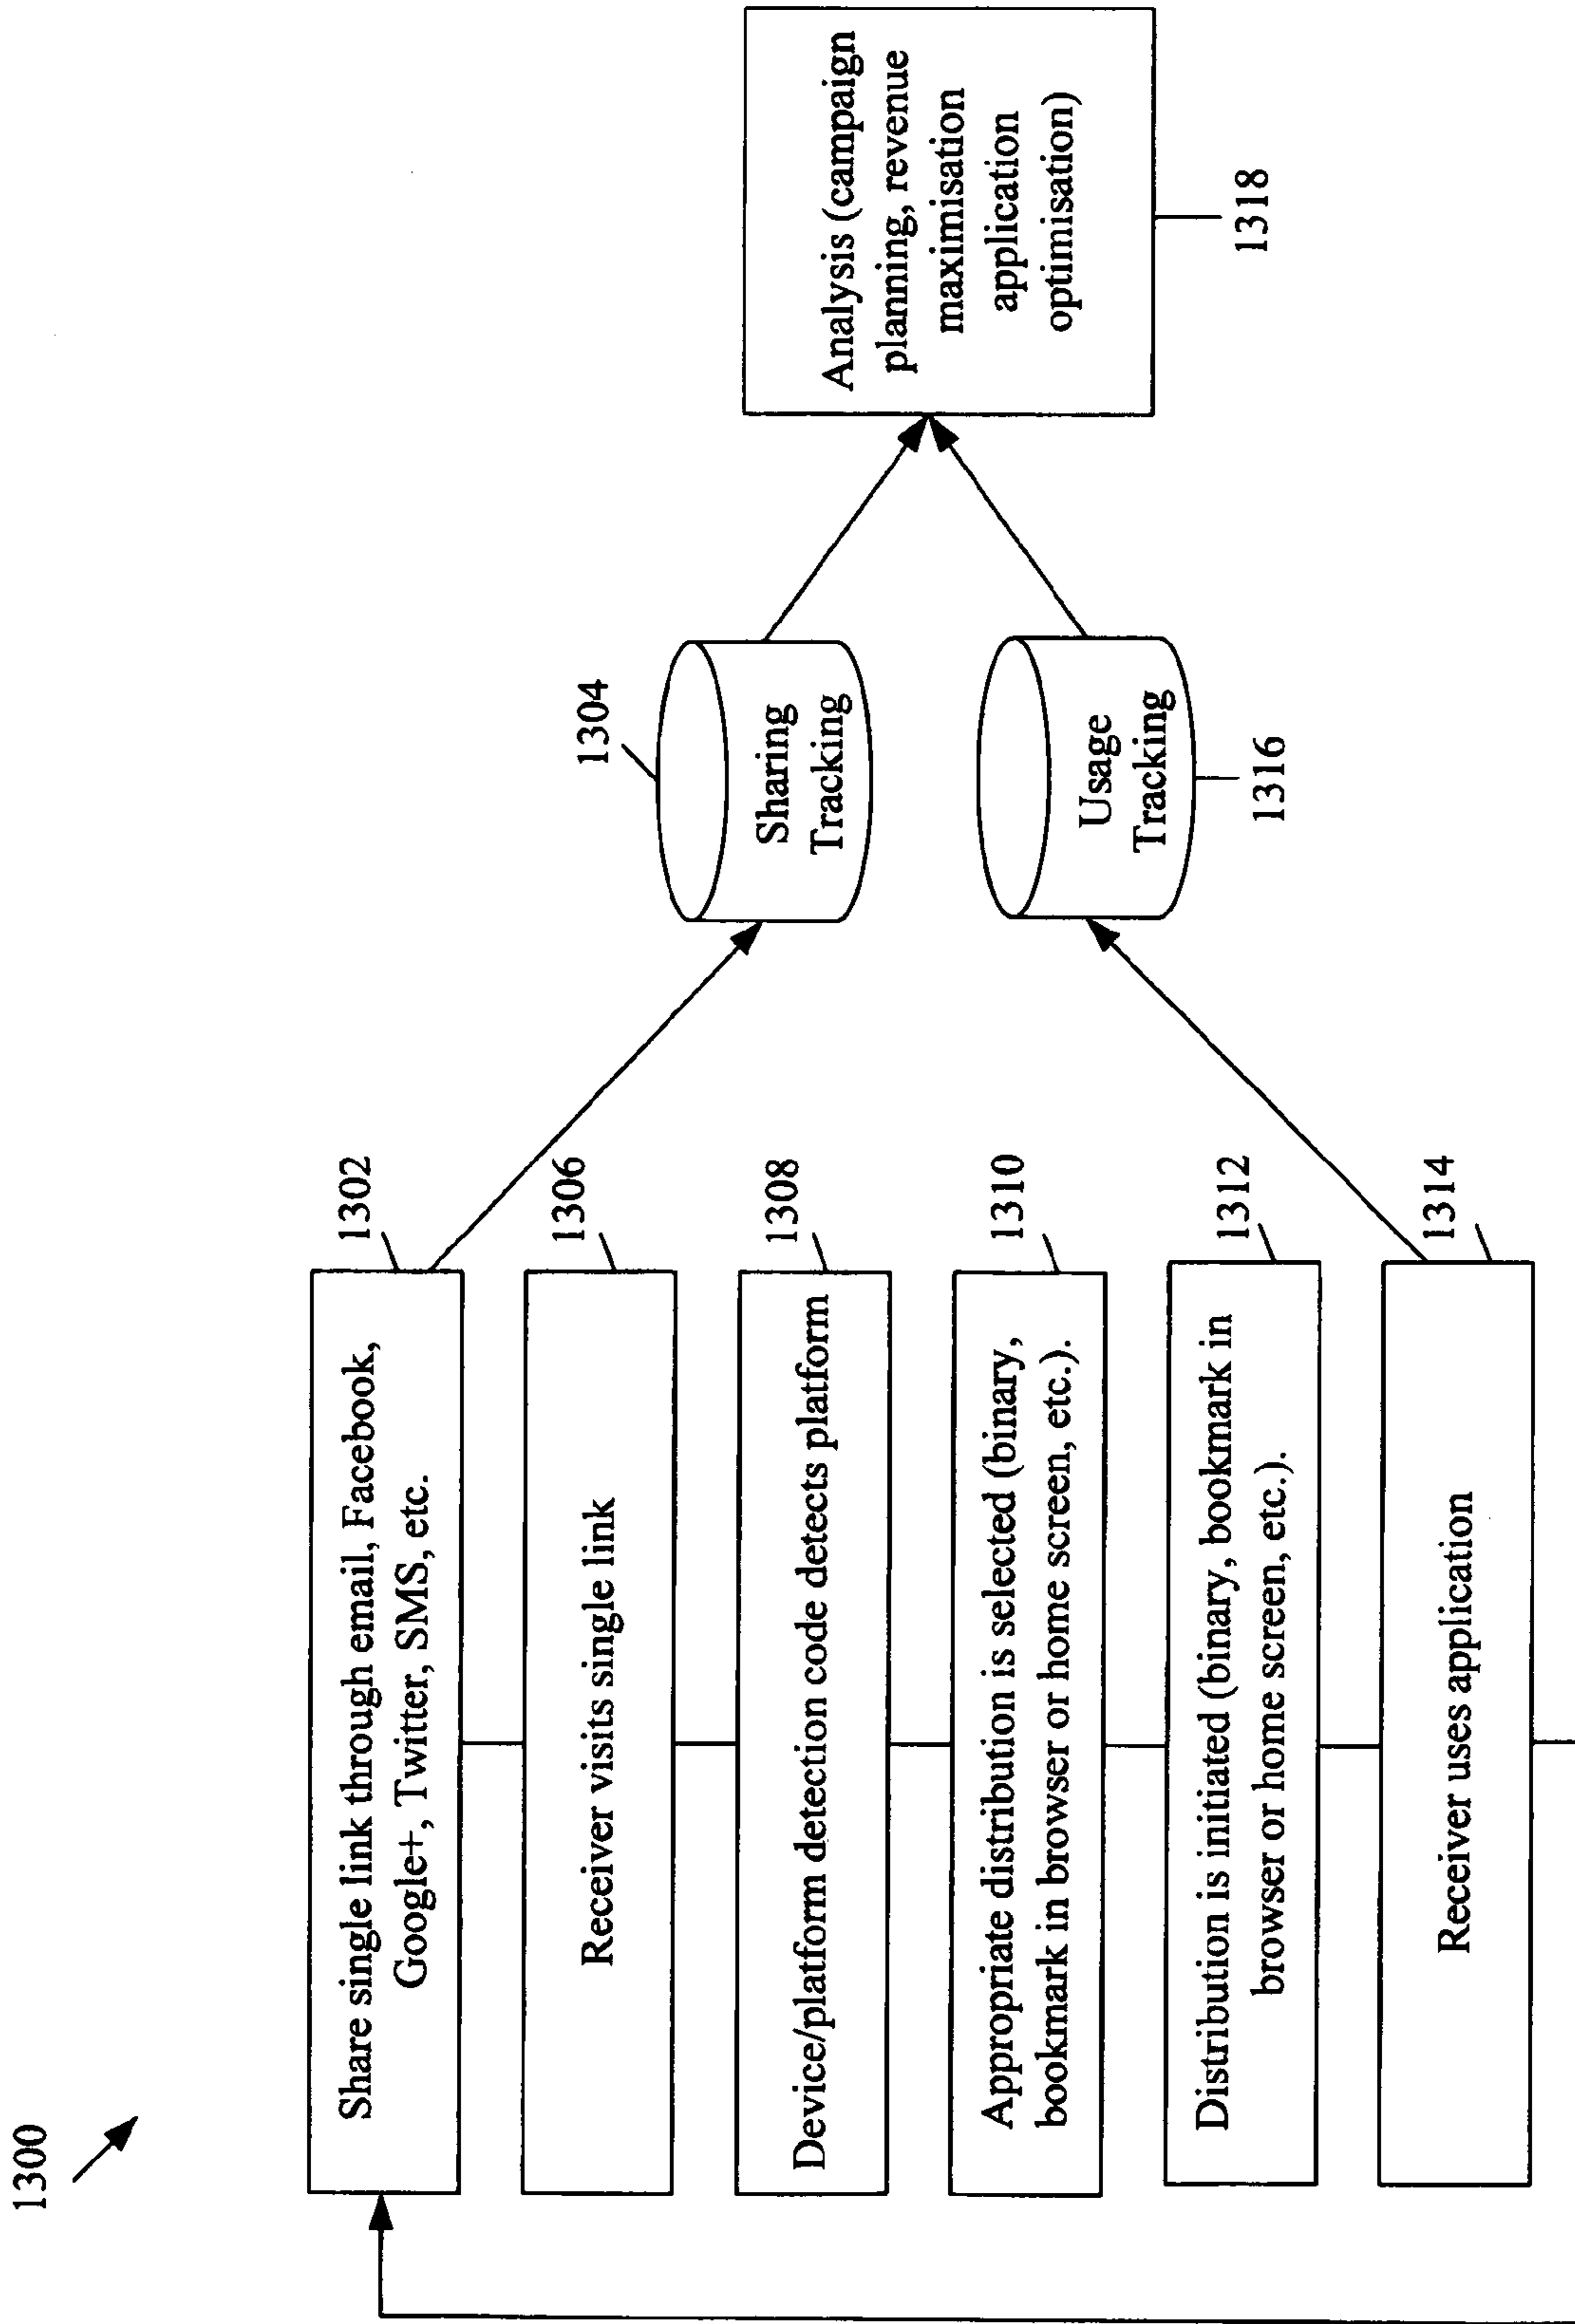 1300
Share single link through email, Facebook,
Google+, Twitter, SMS, etc.
1302
Receiver visits single link
1306
Device/platform detection code detects platform
1308
Appropriate distribution is selected (binary,
bookmark in browser or home screen, etc.).
1310
Distribution is initiated (binary, bookmark in
browser or home screen, etc.).
1312
Receiver uses application
1314
1304
Sharing
Tracking
Usage
Tracking
1316
Analysis (campaign
planning, revenue
maximisation
application
optimisation)
1318